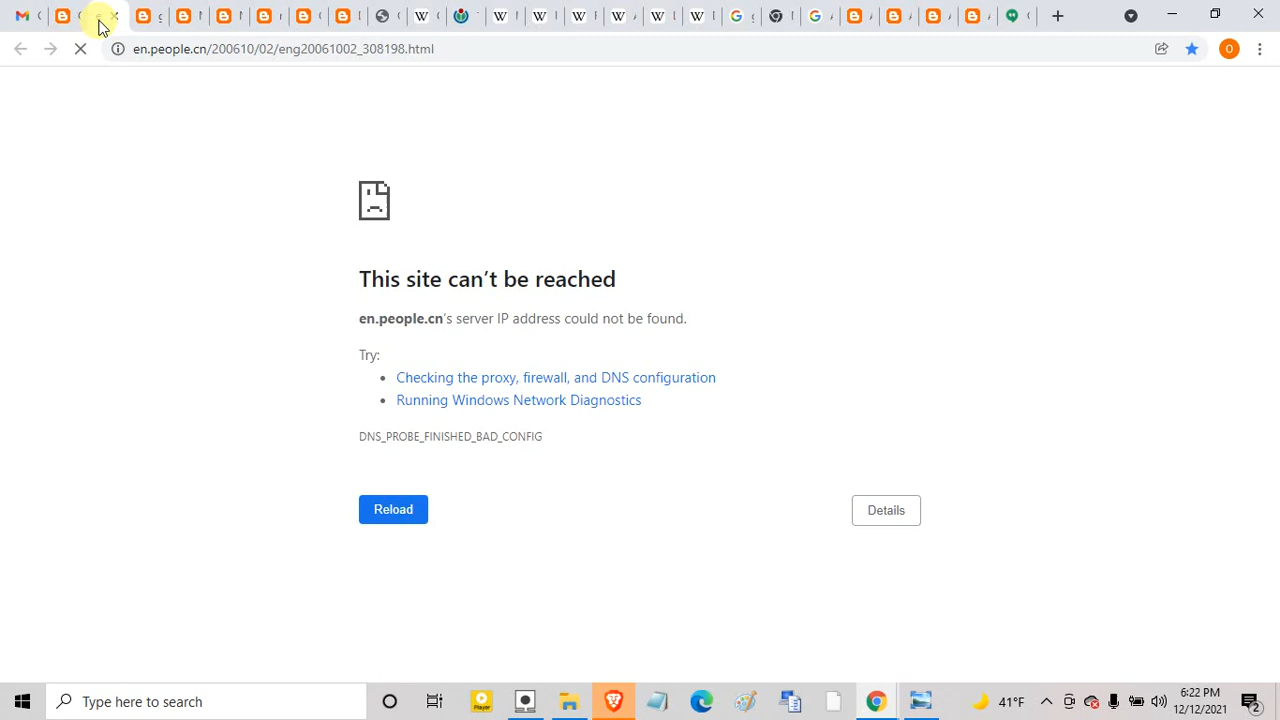 en.people.cn/200610/02/eng20061002_308198.html
O
This site can’t be reached
en.people.cn’s server IP address could not be found.
Try:
Checking the proxy, firewall, and DNS configuration
Running Windows Network Diagnostics
DNS_PROBE_FINISHED_BAD_CONFIG
Reload
Details
Type here to search
41°F
6:22 PM
12/12/2021
2